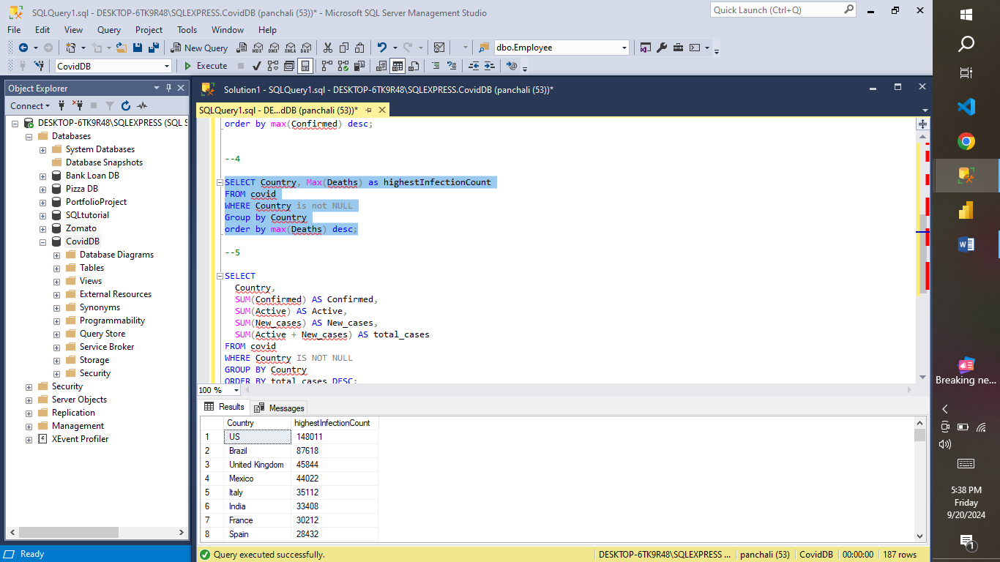 SQLQuery1.sql - DESKTOP-6TK9R48\SQLEXPRESS.CovidDB (panchali (53))* - Microsoft SQL Server Management Studio
Quick Launch (Ctrl+Q)
File Edit View Query Project Tools Window Help
New Query MDX DMX XMLA DAX dbo.Employee
CovidDB Execute
Object Explorer
Connect
DESKTOP-6TK9R48\SQLEXPRESS (SQL S
Databases
System Databases
Database Snapshots
Bank Loan DB
Pizza DB
PortfolioProject
SQLtutorial
Zomato
CovidDB
Database Diagrams
Tables
Views
External Resources
Synonyms
Programmability
Query Store
Service Broker
Storage
Security
Security
Server Objects
Replication
Management
XEvent Profiler
Solution1 - SQLQuery1.sql - DESKTOP-6TK9R48\SQLEXPRESS.CovidDB (panchali (53))*
SQLQuery1.sql - DE...dDB (panchali (53))*
order by max(Confirmed) desc;
--4
SELECT Country, Max(Deaths) as highestInfectionCount
FROM covid
WHERE Country is not NULL
Group by Country
order by max(Deaths) desc;
--5
SELECT
Country,
SUM(Confirmed) AS Confirmed,
SUM(Active) AS Active,
SUM(New_cases) AS New_cases,
SUM(Active + New_cases) AS total_cases
FROM covid
WHERE Country IS NOT NULL
GROUP BY Country
ORDER BY total_cases DESC;
100 %
Results Messages
Country highestInfectionCount
1 US 148011
2 Brazil 87618
3 United Kingdom 45844
4 Mexico 44022
5 Italy 35112
6 India 33408
7 France 30212
8 Spain 28432
Query executed successfully. DESKTOP-6TK9R48\SQLEXPRESS ... panchali (53) CovidDB 00:00:00 187 rows
Ready
Breaking ne...
5:38 PM
Friday
9/20/2024
1